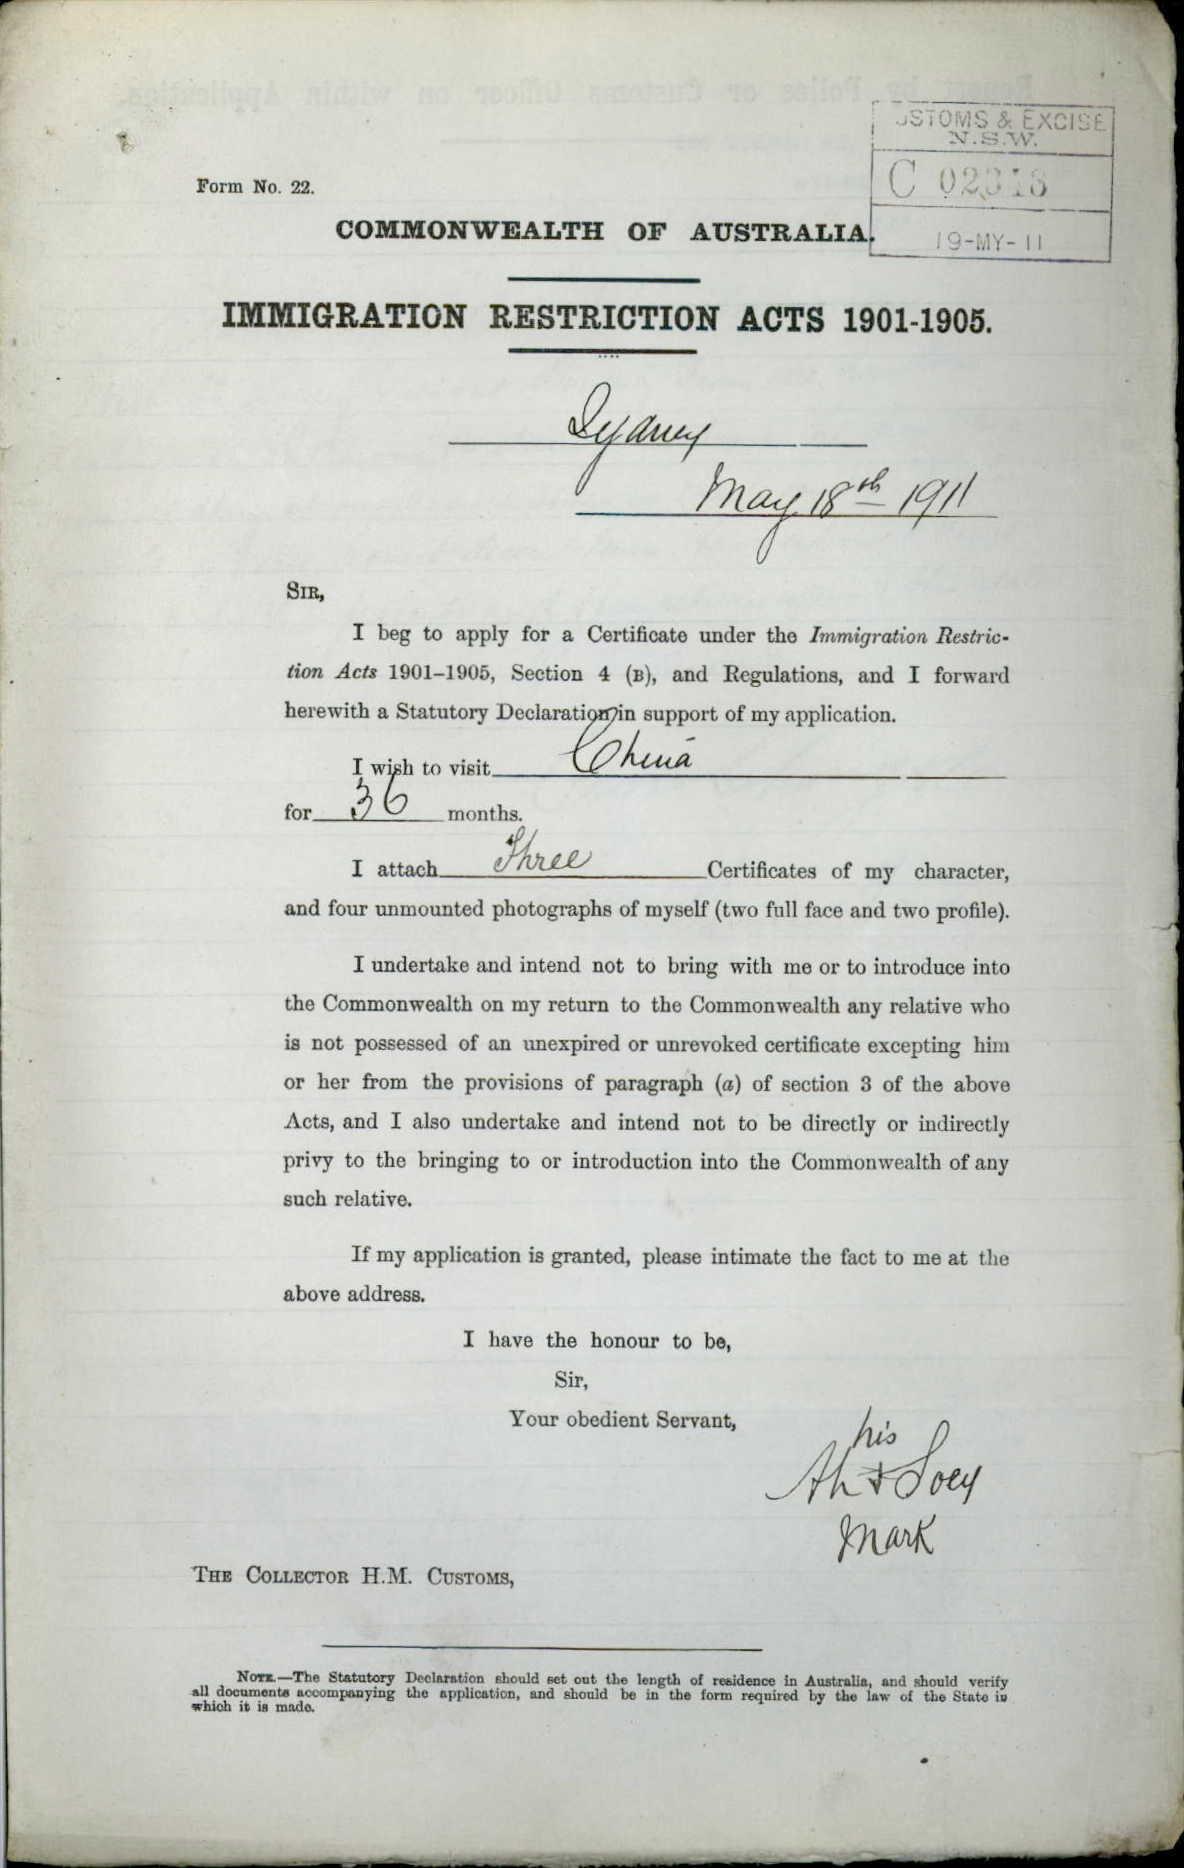 USTOMS & EXCISE
N.S.W.
C 02318
19-MY-11
Form No. 22.
COMMONWEALTH OF AUSTRALIA.
IMMIGRATION RESTRICTION ACTS 1901-1905.
Sydney
May 18th 1911
SIR,
I beg to apply for a Certificate under the Immigration Restric-
tion Acts 1901–1905, Section 4 (B), and Regulations, and I forward
herewith a Statutory Declaration in support of my application.
I wish to visit China
for 36 months.
I attach Three Certificates of my character,
and four unmounted photographs of myself (two full face and two profile).
I undertake and intend not to bring with me or to introduce into
the Commonwealth on my return to the Commonwealth any relative who
is not possessed of an unexpired or unrevoked certificate excepting him
or her from the provisions of paragraph (a) of section 3 of the above
Acts, and I also undertake and intend not to be directly or indirectly
privy to the bringing to or introduction into the Commonwealth of any
such relative.
If my application is granted, please intimate the fact to me at the
above address.
I have the honour to be,
Sir,
Your obedient Servant,
his
Ah + Soey
Mark
THE COLLECTOR H.M. CUSTOMS,
NOTE.—The Statutory Declaration should set out the length of residence in Australia, and should verify
all documents accompanying the application, and should be in the form required by the law of the State in
which it is made.